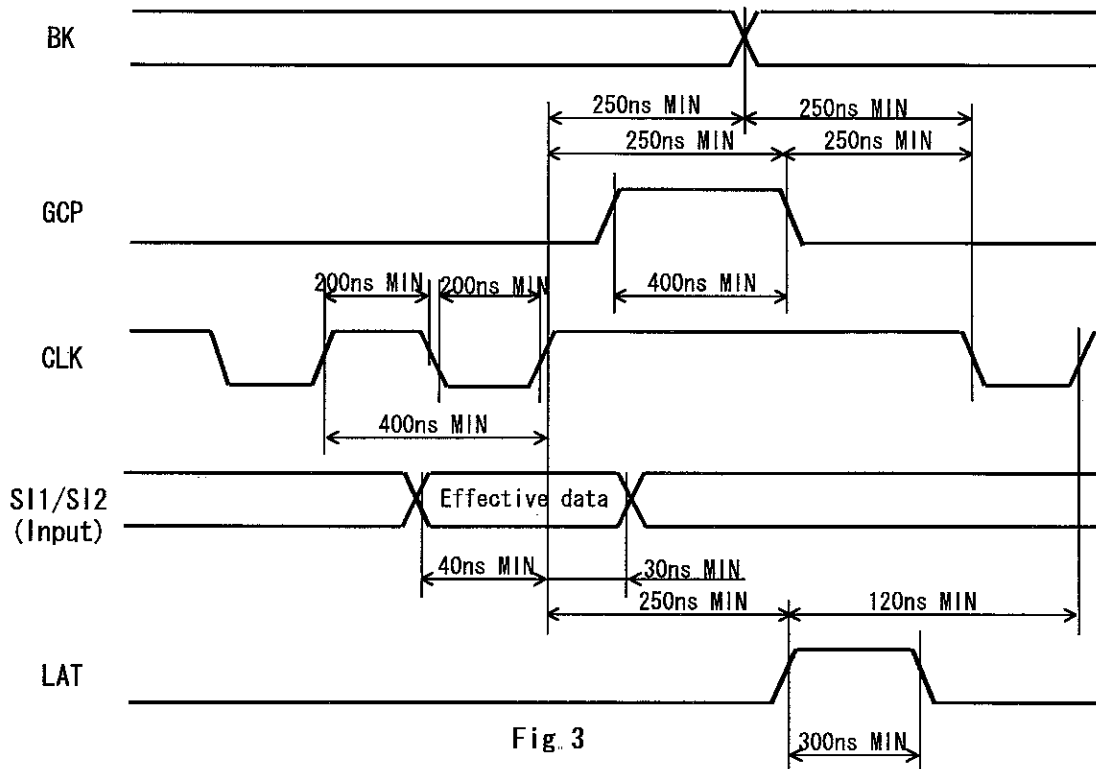 BK
250ns MIN 250ns MIN
250ns MIN 250ns MIN
GCP
200ns MIN 200ns MIN 400ns MIN
CLK
400ns MIN
SI1/SI2 Effective data
(Input)
40ns MIN 30ns MIN
250ns MIN 120ns MIN
LAT
Fig. 3
300ns MIN